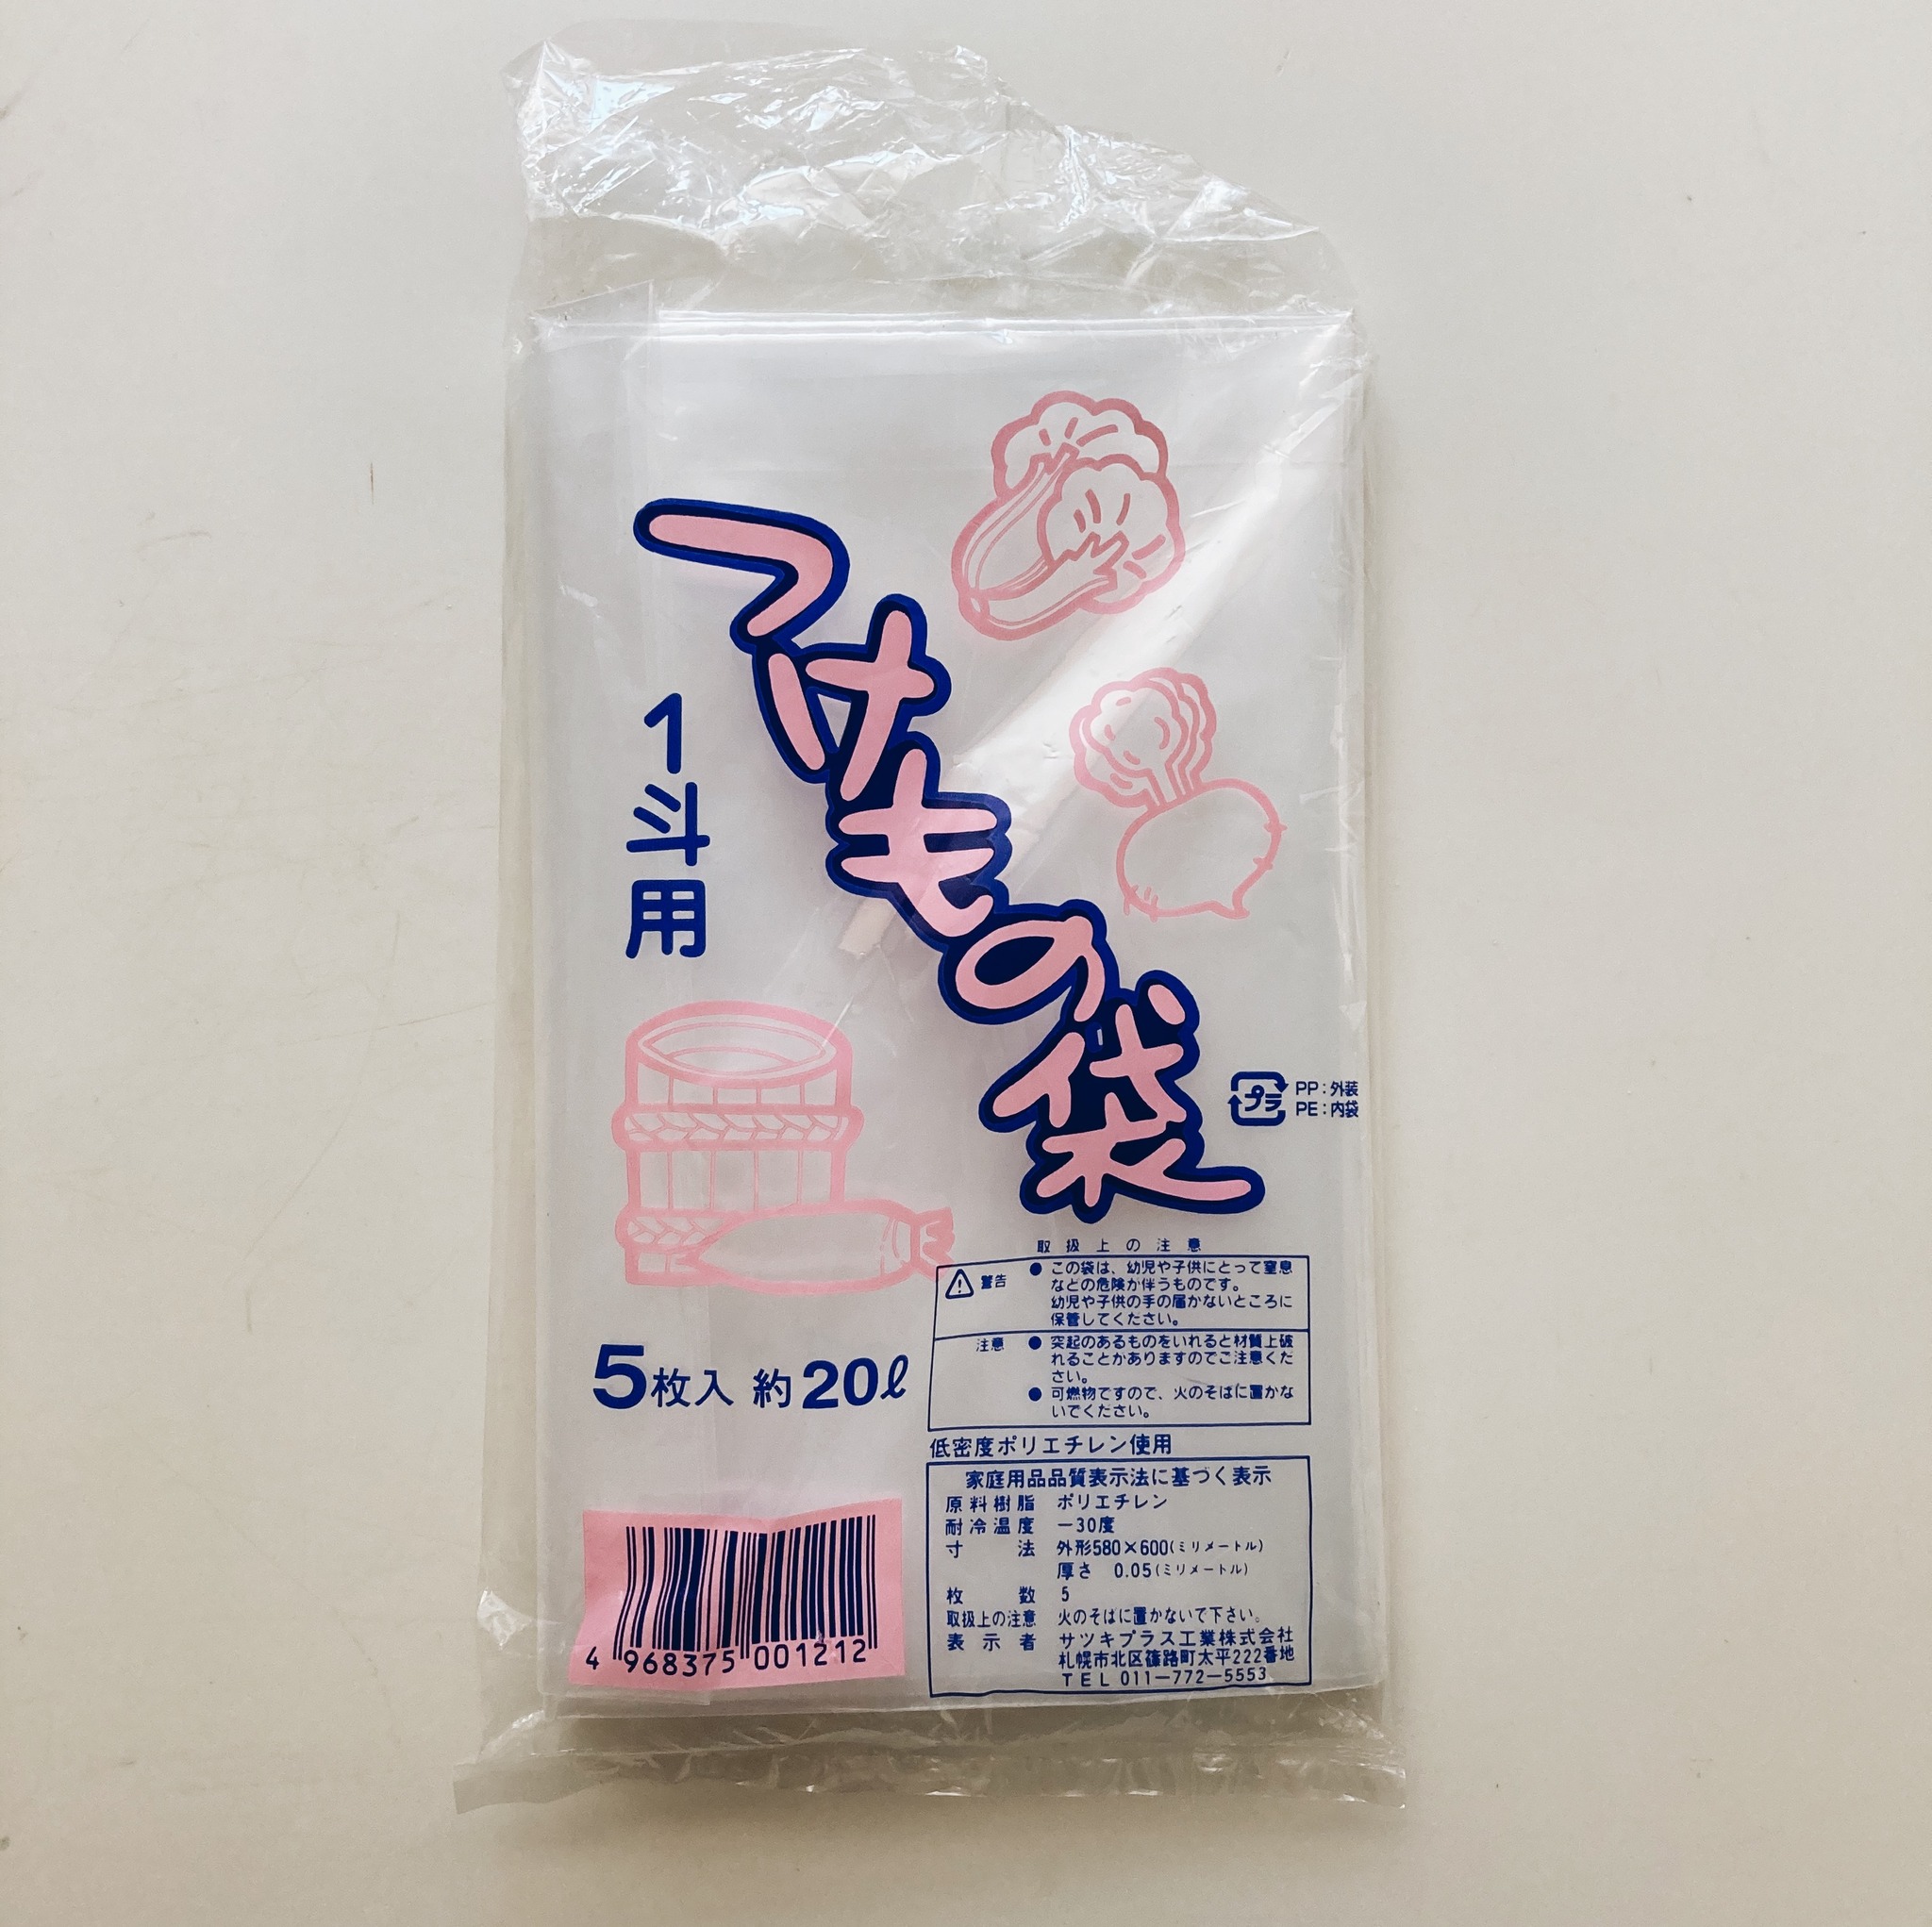 つけもの袋
1斗用
プラ
PP：外装
PE：内袋
5枚入 約20ℓ
取扱上の注意
警告
●この袋は、幼児や子供にとって窒息
などの危険が伴うものです。
幼児や子供の手の届かないところに
保管してください。
注意
●突起のあるものをいれると材質上破
れることがありますのでご注意くだ
さい。
●可燃物ですので、火のそばに置かな
いでください。
低密度ポリエチレン使用
家庭用品品質表示法に基づく表示
原料樹脂 ポリエチレン
耐冷温度 －30度
寸法 外形580×600(ミリメートル)
厚さ 0.05(ミリメートル)
枚数 5
取扱上の注意 火のそばに置かないで下さい。
表示者 サツキプラス工業株式会社
札幌市北区篠路町太平222番地
TEL 011－772－5553
4 968375 001212